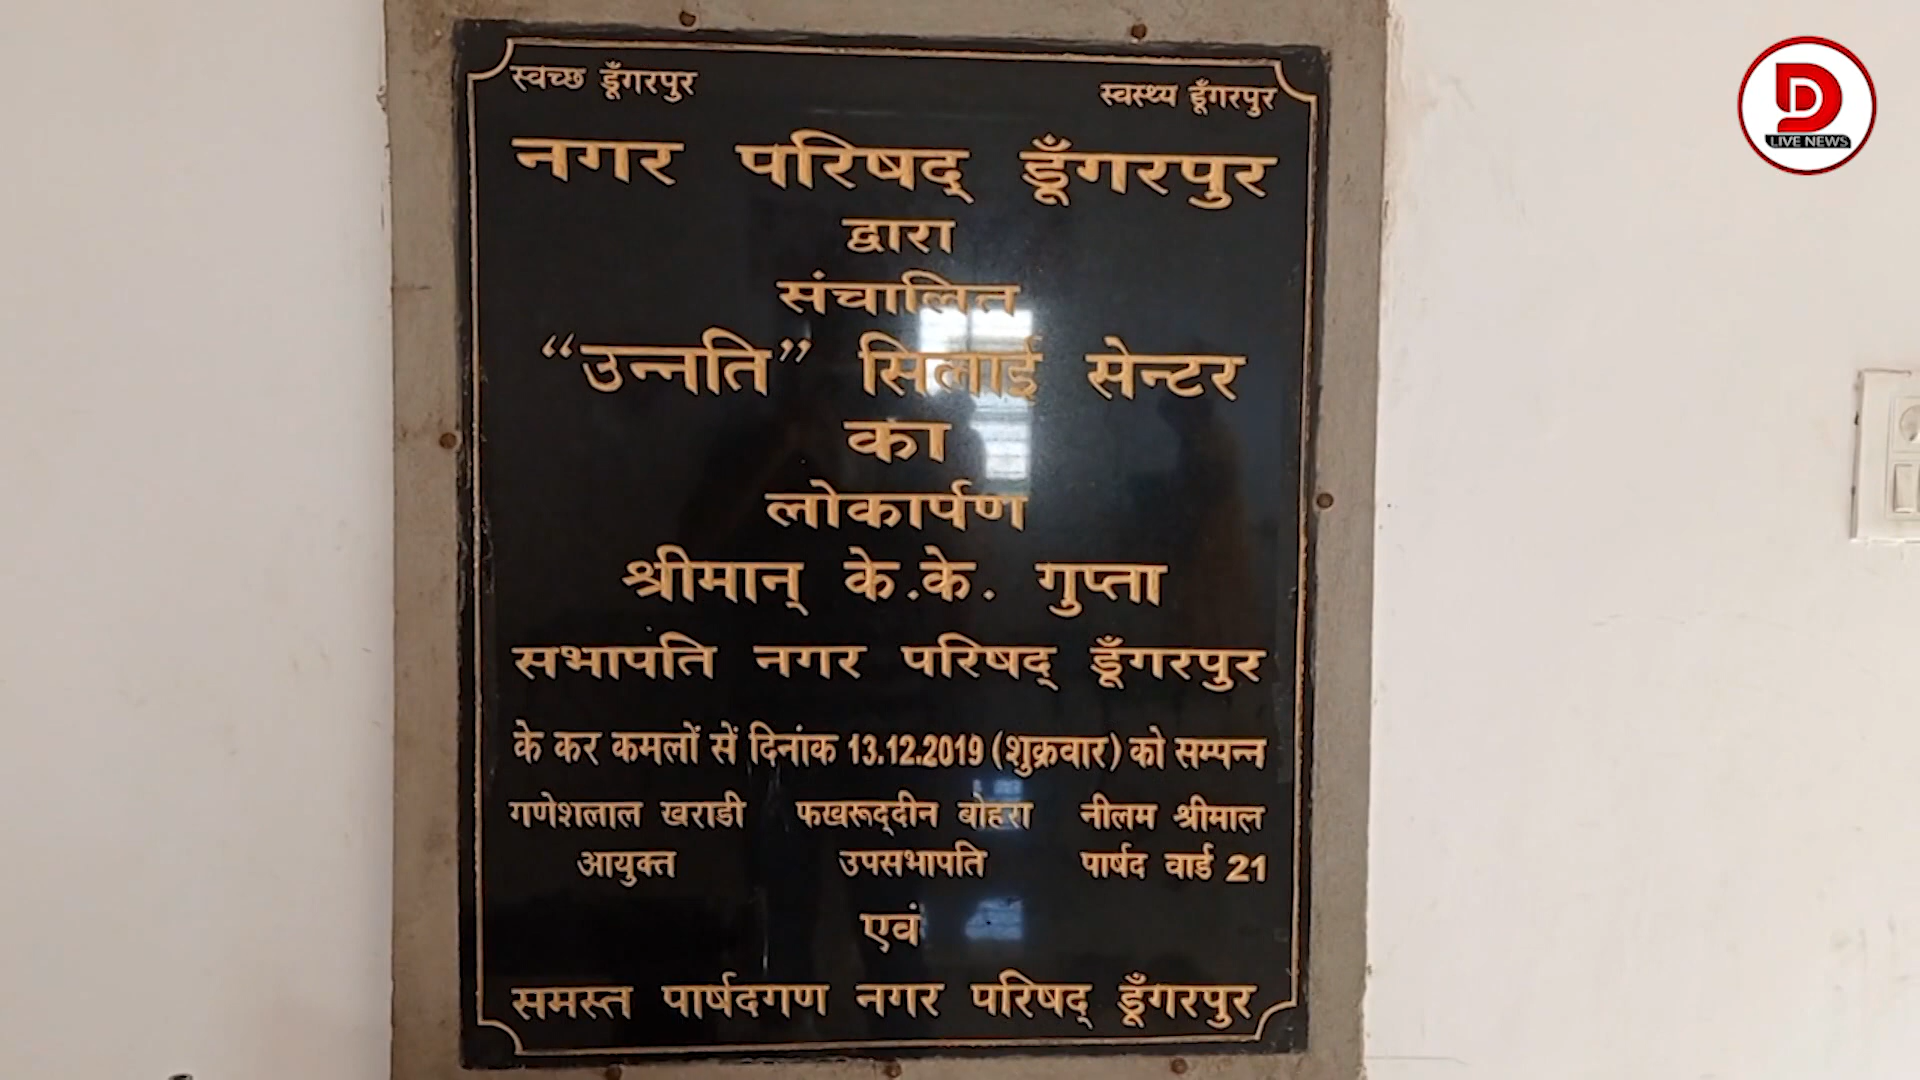 स्वच्छ डूँगरपुर स्वस्थ्य डूँगरपुर
नगर परिषद् डूँगरपुर
द्वारा
संचालित
“उन्नति” सिलाई सेन्टर
का
लोकार्पण
श्रीमान् के.के. गुप्ता
सभापति नगर परिषद् डूँगरपुर
के कर कमलों सें दिनांक 13.12.2019 (शुक्रवार) को सम्पन्न
गणेशलाल खराडी फखरूद्दीन बोहरा नीलम श्रीमाल
आयुक्त उपसभापति पार्षद वार्ड 21
एवं
समस्त पार्षदगण नगर परिषद् डूँगरपुर
D
LIVE NEWS